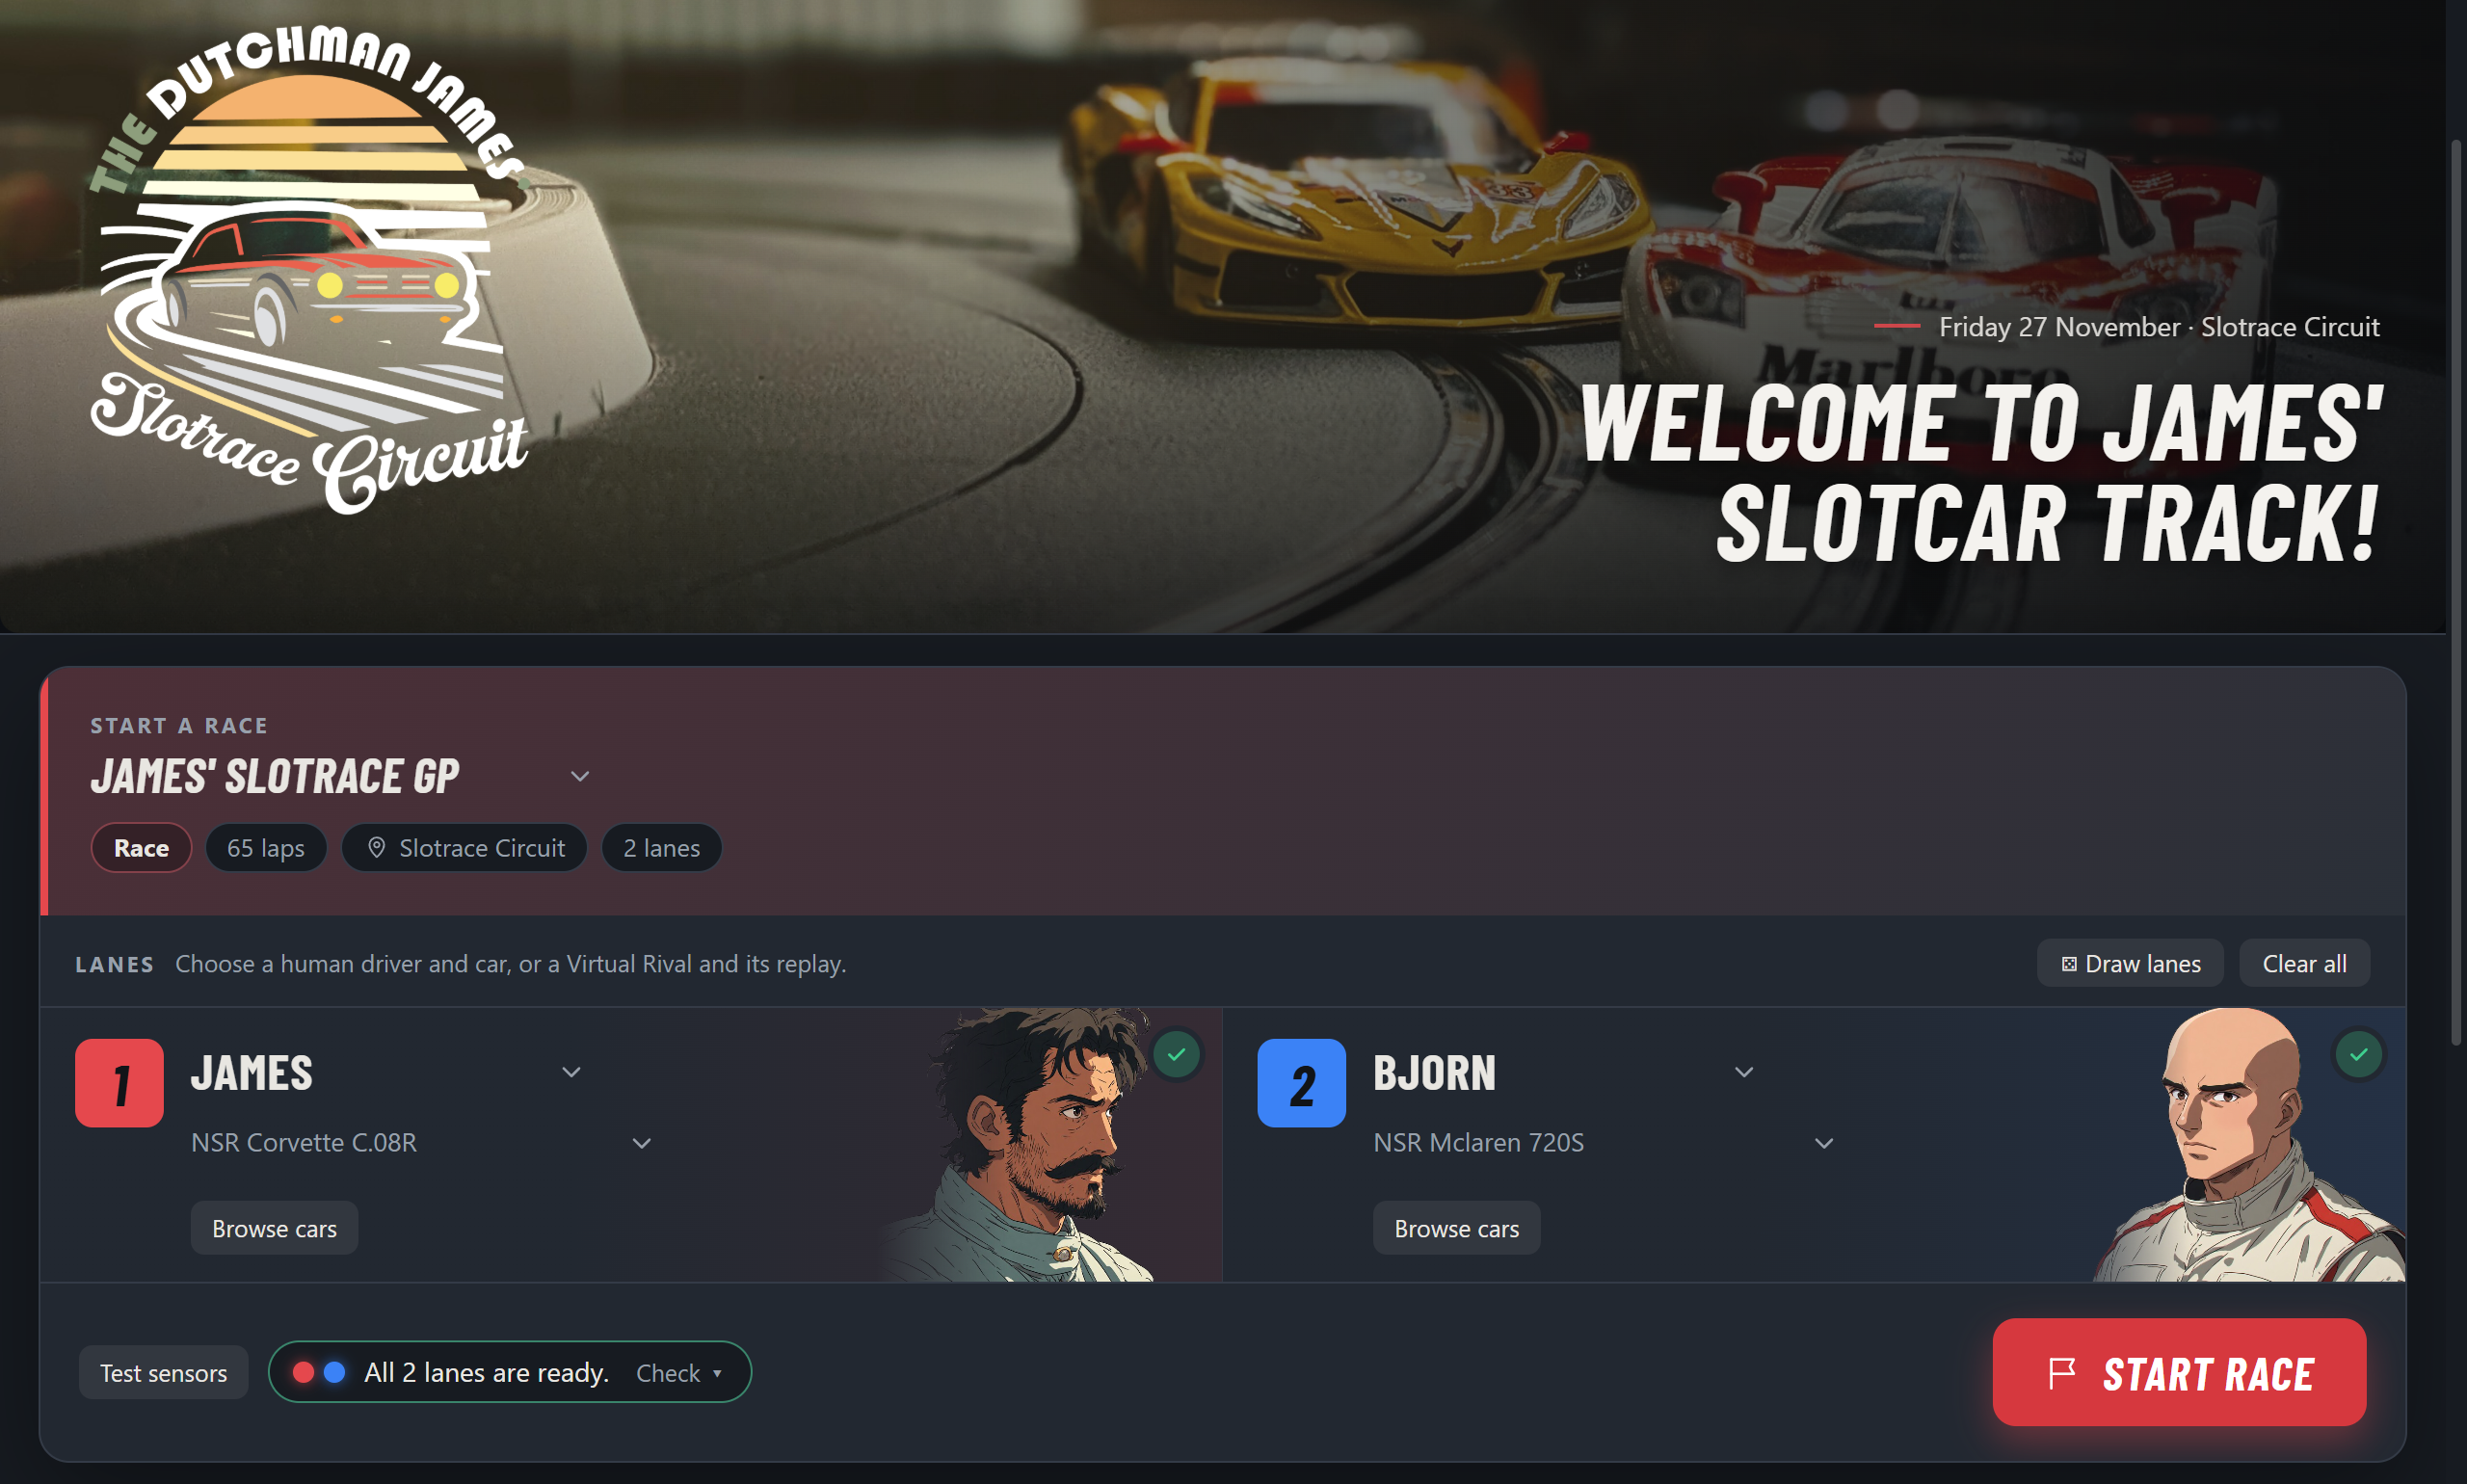 THE DUTCHMAN JAMES
Slotrace Circuit
Friday 27 November · Slotrace Circuit
Marlboro
WELCOME TO JAMES'
SLOTCAR TRACK!
START A RACE
JAMES' SLOTRACE GP
Race
65 laps
Slotrace Circuit
2 lanes
LANES Choose a human driver and car, or a Virtual Rival and its replay.
Draw lanes
Clear all
1
JAMES
NSR Corvette C.08R
Browse cars
2
BJORN
NSR Mclaren 720S
Browse cars
Test sensors
All 2 lanes are ready.
Check
START RACE